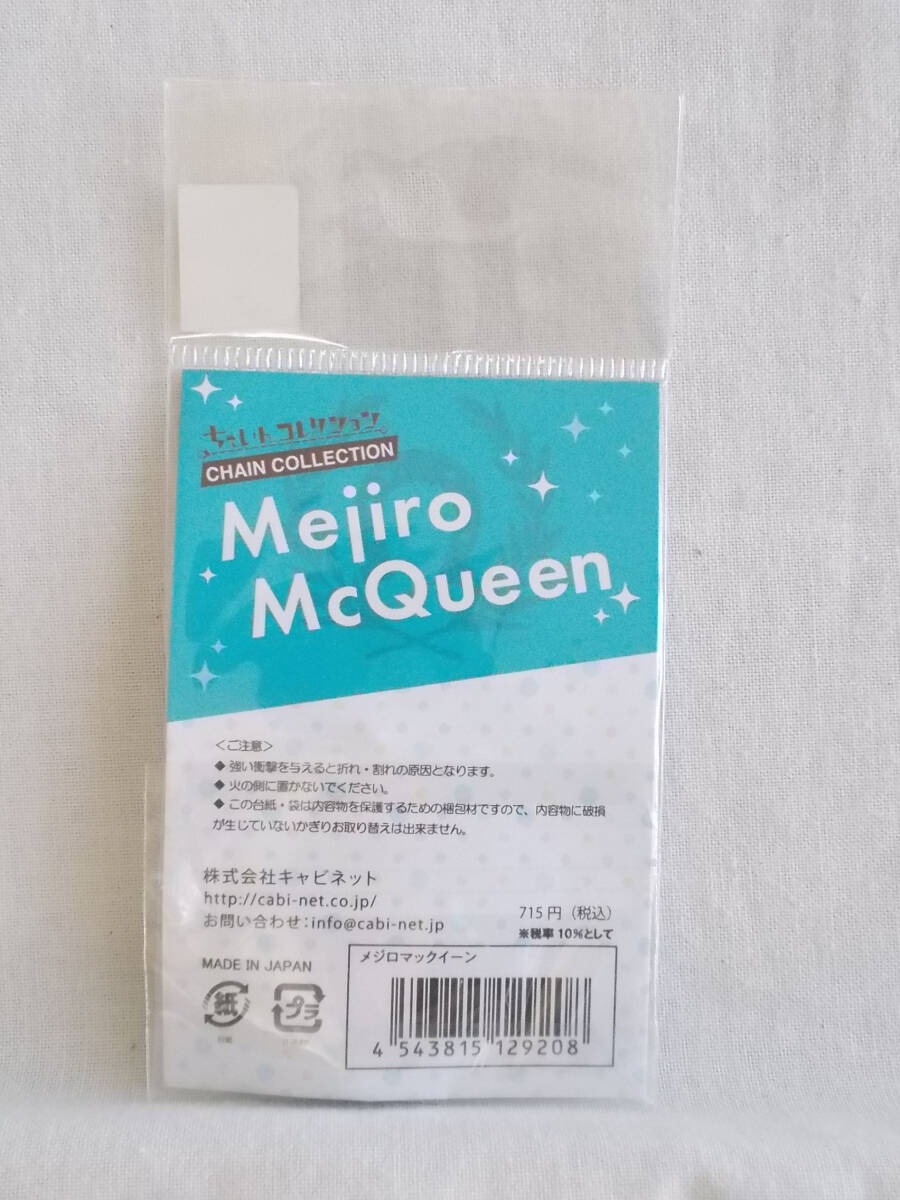 ちぇいんコレクション
CHAIN COLLECTION
Mejiro
McQueen
＜ご注意＞
◆ 強い衝撃を与えると折れ・割れの原因となります。
◆ 火の側に置かないでください。
◆ この台紙・袋は内容物を保護するための梱包材ですので、内容物に破損
が生じていないかぎりお取り替えは出来ません。
株式会社キャビネット
http://cabi-net.co.jp/
お問い合わせ：info@cabi-net.jp
715円（税込）
※税率10%として
MADE IN JAPAN
紙
プラ
メジロマックイーン
4 543815 129208